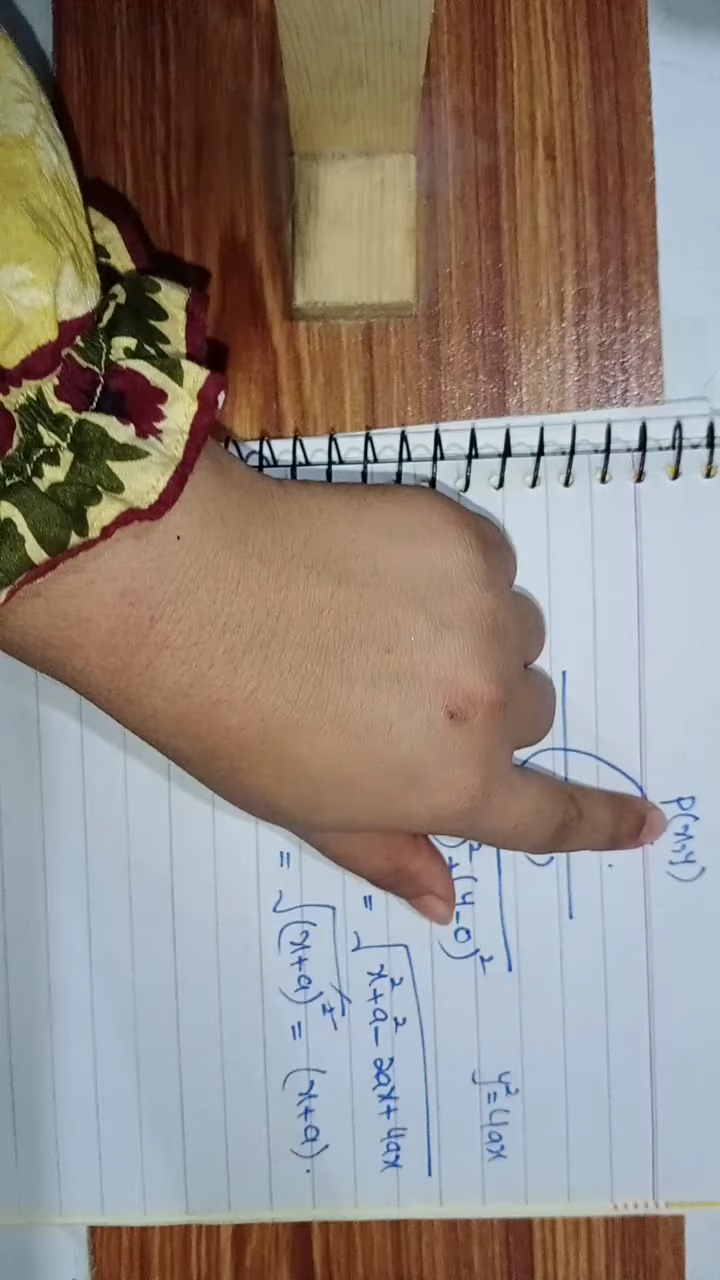 P(x,y)
)² + (y-0)²    y² = 4ax
= √x² + a² - 2ax + 4ax
= √(x+a)² = (x+a).